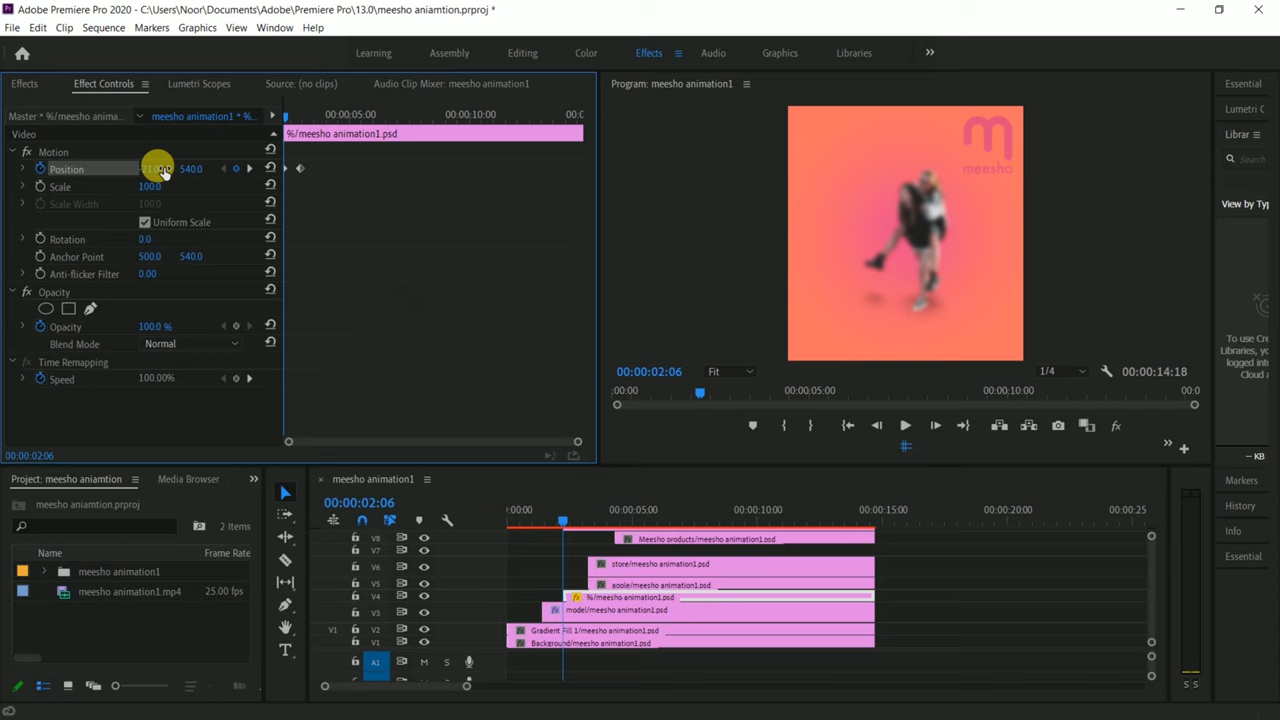 Adobe Premiere Pro 2020 - C:\Users\Noor\Documents\Adobe\Premiere Pro\13.0\meesho aniamtion.prproj *
File Edit Clip Sequence Markers Graphics View Window Help
Learning Assembly Editing Color Effects Audio Graphics Libraries
Effects Effect Controls Lumetri Scopes Source: (no clips) Audio Clip Mixer: meesho animation1
Program: meesho animation1
Essential
Master * %/meesho anima... meesho animation1 * %... 00:00:05:00 00:00:10:00 00:0
Lumetri C
Video %/meesho animation1.psd
Librar
Motion
meesho
Search
Position 540.0
Scale 100.0
Scale Width 100.0
View by Typ
Uniform Scale
Rotation 0.0
Anchor Point 500.0 540.0
Anti-flicker Filter 0.00
Opacity
Opacity 100.0 %
Blend Mode Normal
Time Remapping
Speed 100.00%
To use Cre
Libraries, yo
logged into
Cloud a
00:00:02:06 Fit 1/4 00:00:14:18
:00:00 00:00:05:00 00:00:10:00 00:0
00:00:02:06
KB
Project: meesho aniamtion Media Browser
meesho animation1
Markers
meesho aniamtion.prproj
00:00:02:06
History
2 Items
:00:00 00:00:05:00 00:00:10:00 00:00:15:00 00:00:20:00 00:00:25
Info
Name Frame Rate
Essential
meesho animation1
meesho animation1.mp4 25.00 fps
V8 Meesho products/meesho animation1.psd
V7
V6 store/meesho animation1.psd
V5 apple/meesho animation1.psd
V4 %/meesho animation1.psd
V3 model/meesho animation1.psd
V1 V2 Gradient Fill 1/meesho animation1.psd
V1 Background/meesho animation1.psd
A1 M S
S S